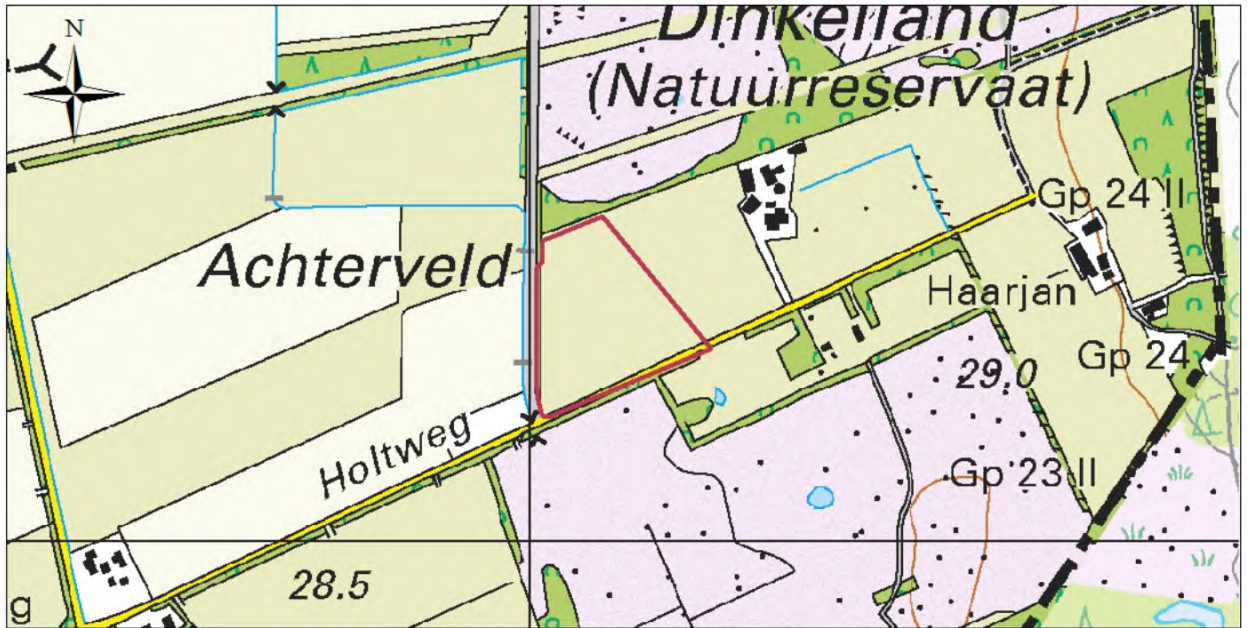 N
Dinkelland
(Natuurreservaat)
Gp 24 II
Achterveld
Haarjan
Gp 24
29.0
Holtweg
Gp 23 II
28.5
g